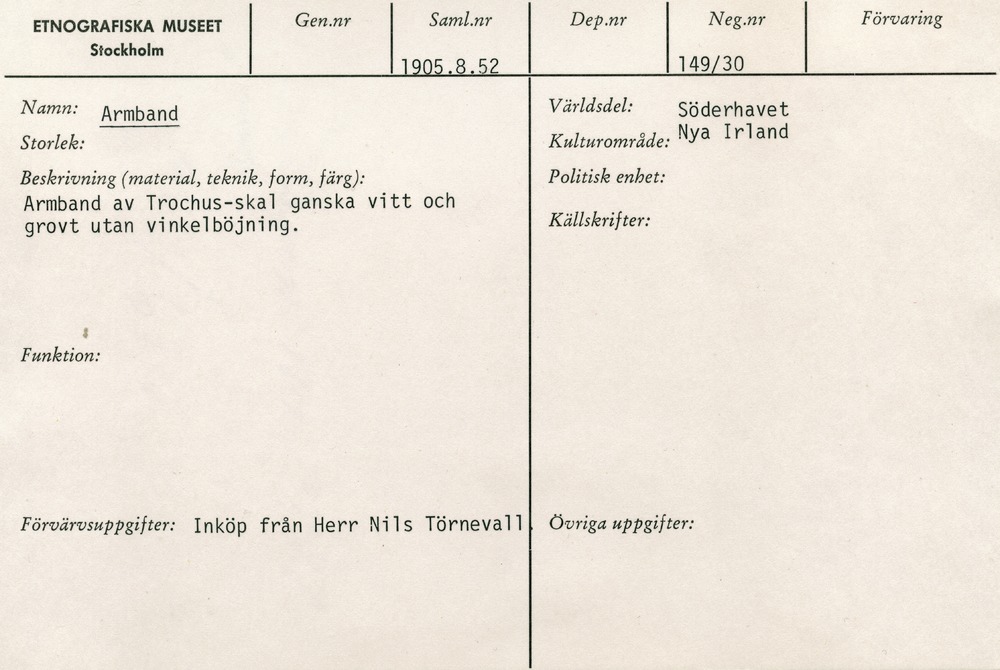 ETNOGRAFISKA MUSEET
Stockholm
Gen.nr
Saml.nr
1905.8.52
Dep.nr
Neg.nr
149/30
Förvaring
Namn: Armband
Storlek:
Beskrivning (material, teknik, form, färg):
Armband av Trochus-skal ganska vitt och
grovt utan vinkelböjning.
Funktion:
Förvärvsuppgifter: Inköp från Herr Nils Törnevall.
Världsdel: Söderhavet
Kulturområde: Nya Irland
Politisk enhet:
Källskrifter:
Övriga uppgifter: